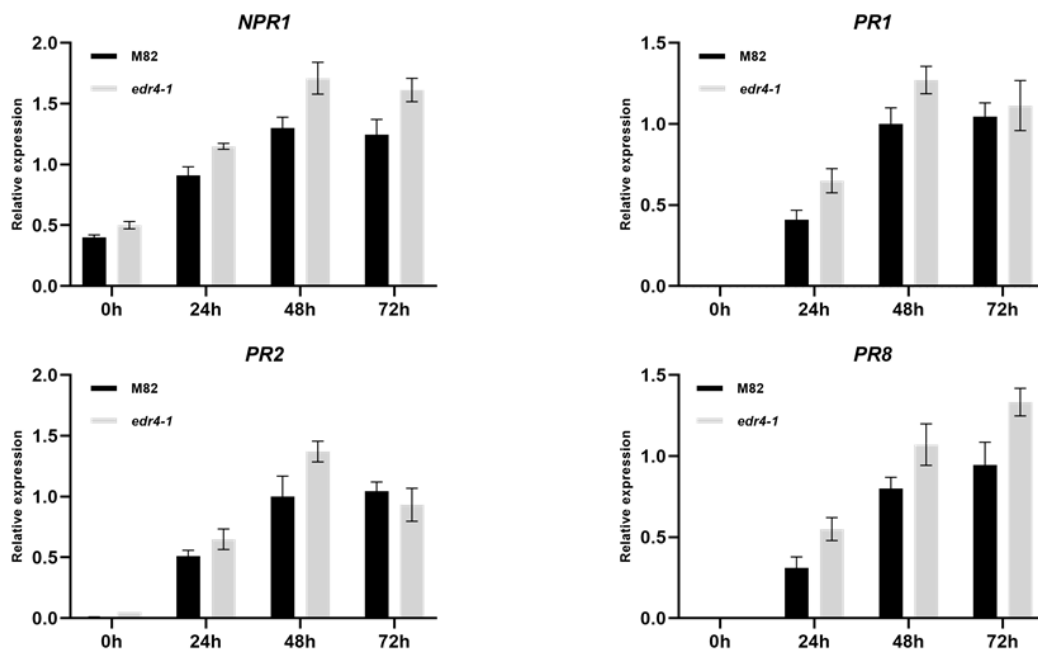 NPR1
2.0
1.5
1.0
0.5
0.0
Relative expression
M82
edr4-1
0h 24h 48h 72h
PR1
1.5
1.0
0.5
0.0
Relative expression
M82
edr4-1
0h 24h 48h 72h
PR2
2.0
1.5
1.0
0.5
0.0
Relative expression
M82
edr4-1
0h 24h 48h 72h
PR8
1.5
1.0
0.5
0.0
Relative expression
M82
edr4-1
0h 24h 48h 72h